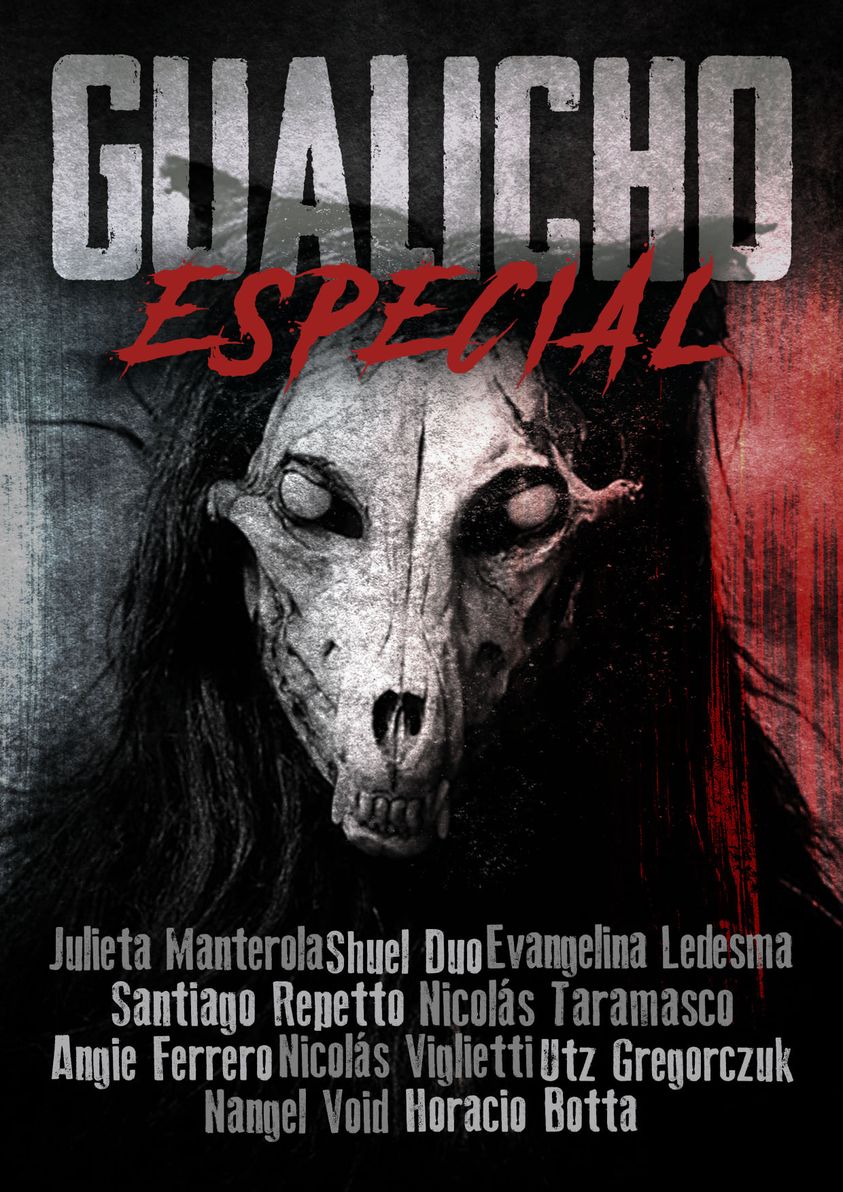 GUALICHO
ESPECIAL
Julieta Manterola Shuel Duo Evangelina Ledesma
Santiago Repetto Nicolás Taramasco
Angie Ferrero Nicolás Viglietti Utz Gregorczuk
Nangel Void Horacio Botta